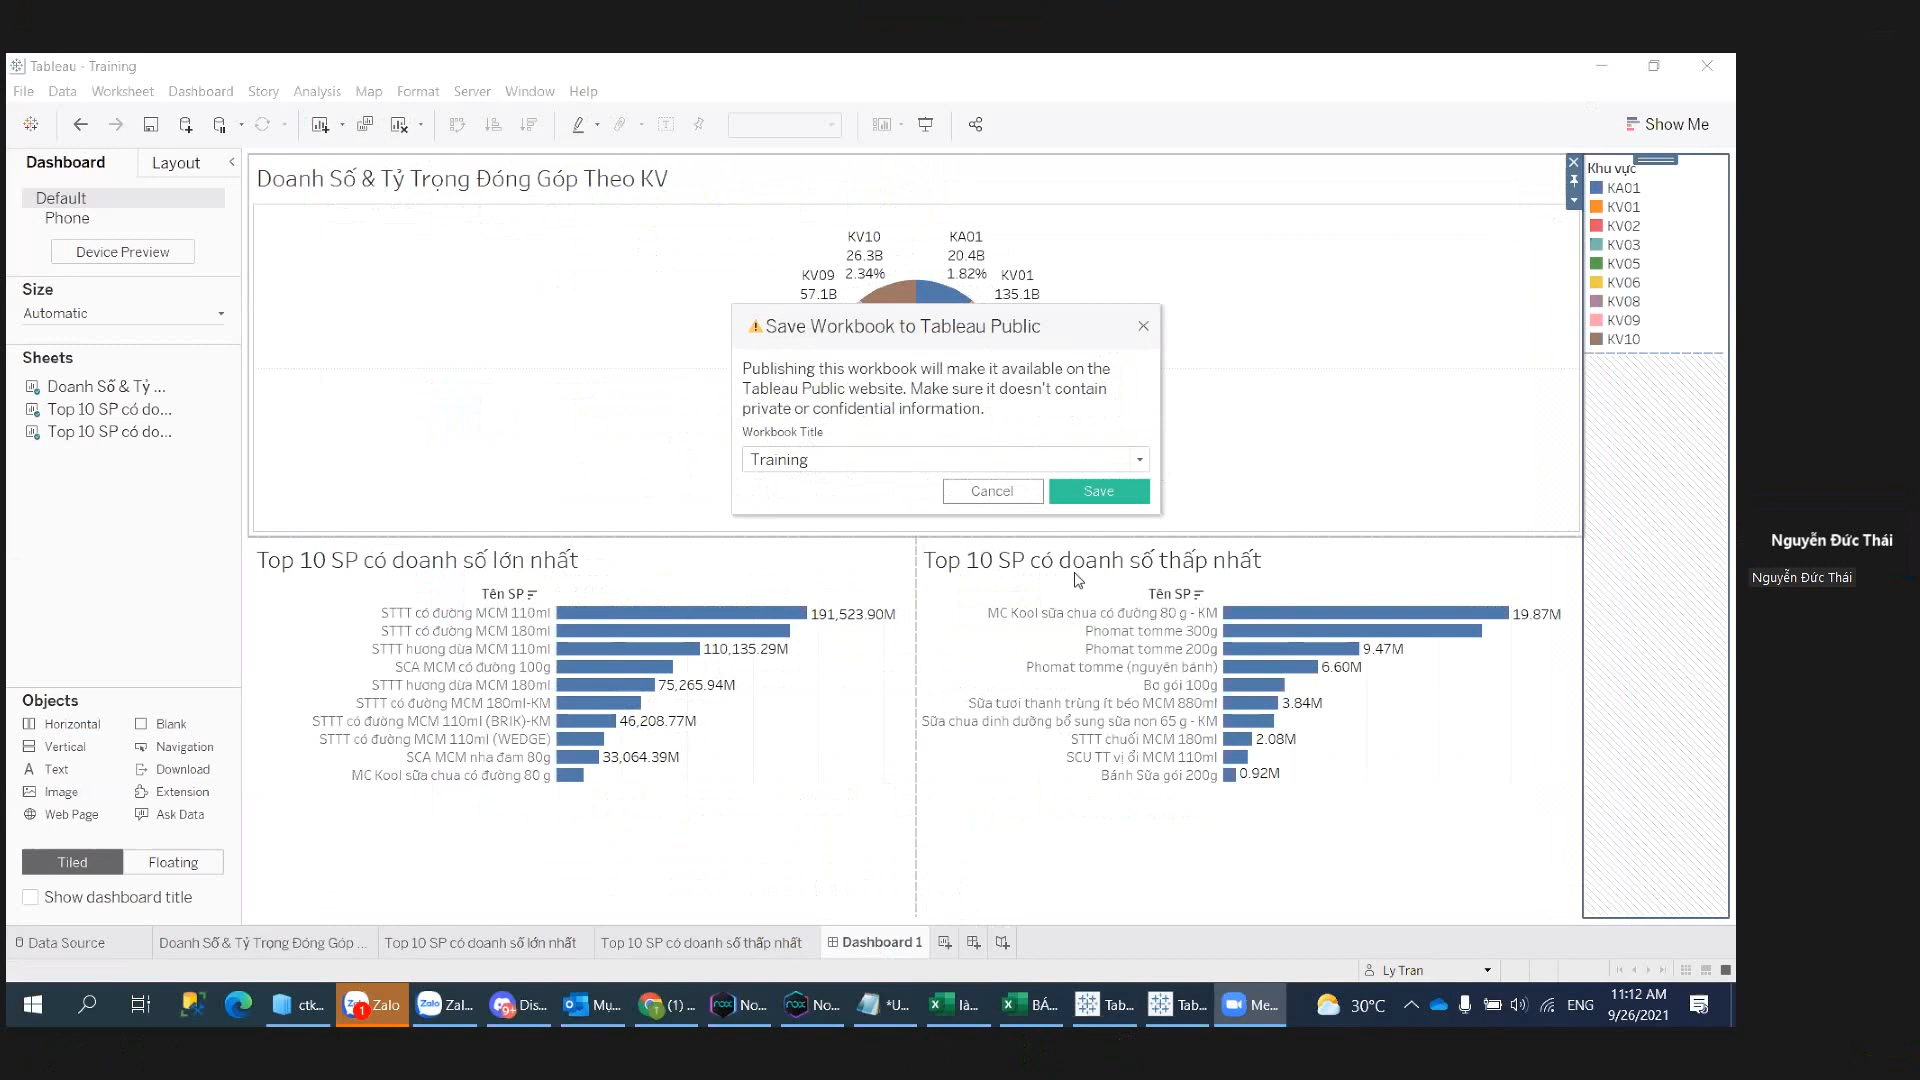 Tableau - Training
File Data Worksheet Dashboard Story Analysis Map Format Server Window Help
Show Me
Dashboard Layout
Default
Phone
Device Preview
Size
Automatic
Sheets
Doanh Số & Tỷ ...
Top 10 SP có do...
Top 10 SP có do...
Objects
Horizontal Blank
Vertical Navigation
Text Download
Image Extension
Web Page Ask Data
Tiled Floating
Show dashboard title
Doanh Số & Tỷ Trọng Đóng Góp Theo KV
KV10
26.3B
2.34%
KA01
20.4B
1.82%
KV09
57.1B
KV01
135.1B
Save Workbook to Tableau Public
Publishing this workbook will make it available on the
Tableau Public website. Make sure it doesn't contain
private or confidential information.
Workbook Title
Training
Cancel Save
Khu vực
KA01
KV01
KV02
KV03
KV05
KV06
KV08
KV09
KV10
Top 10 SP có doanh số lớn nhất
Tên SP
STTT có đường MCM 110ml 191,523.90M
STTT có đường MCM 180ml
STTT hương dừa MCM 110ml 110,135.29M
SCA MCM có đường 100g
STTT hương dừa MCM 180ml 75,265.94M
STTT có đường MCM 180ml-KM
STTT có đường MCM 110ml (BRIK)-KM 46,208.77M
STTT có đường MCM 110ml (WEDGE)
SCA MCM nha đam 80g 33,064.39M
MC Kool sữa chua có đường 80 g
Top 10 SP có doanh số thấp nhất
Tên SP
MC Kool sữa chua có đường 80 g - KM 19.87M
Phomat tomme 300g
Phomat tomme 200g 9.47M
Phomat tomme (nguyên bánh) 6.60M
Bơ gói 100g
Sữa tươi thanh trùng ít béo MCM 880ml 3.84M
Sữa chua dinh dưỡng bổ sung sữa non 65 g - KM
STTT chuối MCM 180ml 2.08M
SCU TT vị ổi MCM 110ml
Bánh Sữa gói 200g 0.92M
Nguyễn Đức Thái
Nguyễn Đức Thái
Data Source Doanh Số & Tỷ Trọng Đóng Góp ... Top 10 SP có doanh số lớn nhất Top 10 SP có doanh số thấp nhất Dashboard 1
Ly Tran
ctk... Zalo Zal... Dis... Mụ... (1) ... No... No... *U... là... BÁ... Tab... Tab... Me... 30°C ENG
11:12 AM
9/26/2021